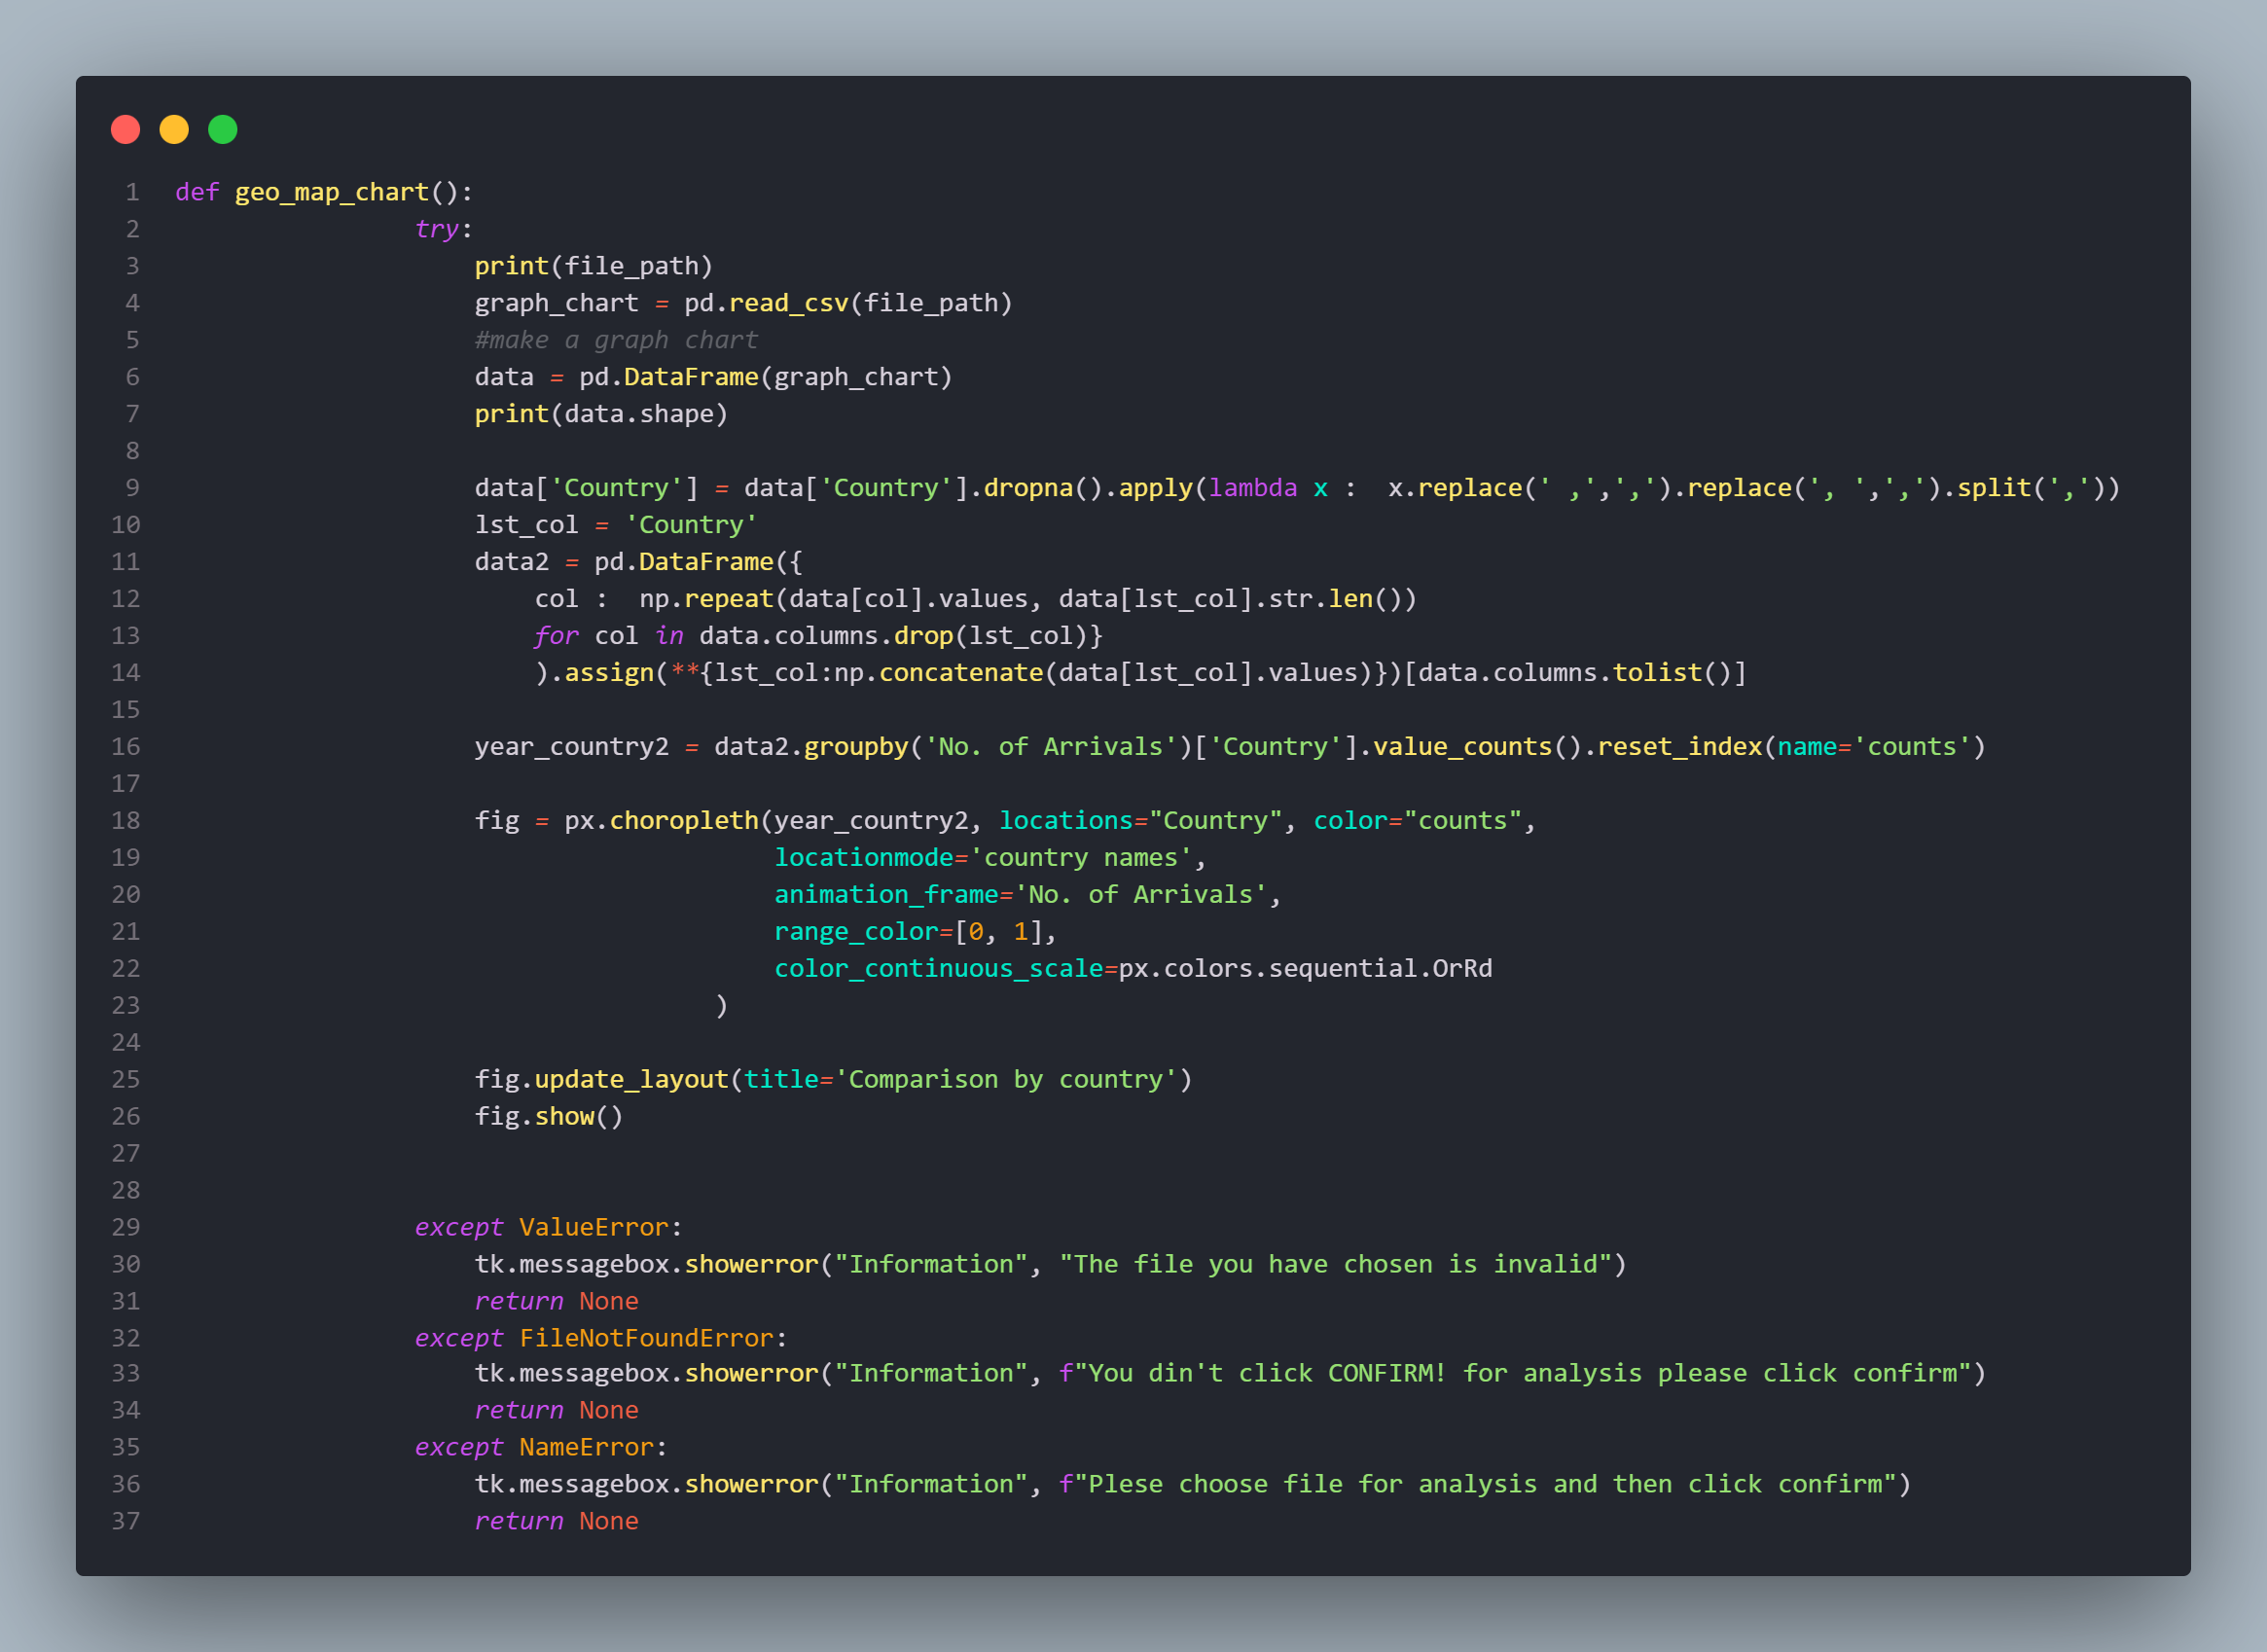 1 def geo_map_chart():
2                 try:
3                     print(file_path)
4                     graph_chart = pd.read_csv(file_path)
5                     #make a graph chart
6                     data = pd.DataFrame(graph_chart)
7                     print(data.shape)
8
9                     data['Country'] = data['Country'].dropna().apply(lambda x :  x.replace(' ,',',').replace(', ',',').split(','))
10                     lst_col = 'Country'
11                     data2 = pd.DataFrame({
12                         col :  np.repeat(data[col].values, data[lst_col].str.len())
13                         for col in data.columns.drop(lst_col)}
14                         ).assign(**{lst_col:np.concatenate(data[lst_col].values)})[data.columns.tolist()]
15
16                     year_country2 = data2.groupby('No. of Arrivals')['Country'].value_counts().reset_index(name='counts')
17
18                     fig = px.choropleth(year_country2, locations="Country", color="counts",
19                                         locationmode='country names',
20                                         animation_frame='No. of Arrivals',
21                                         range_color=[0, 1],
22                                         color_continuous_scale=px.colors.sequential.OrRd
23                                     )
24
25                     fig.update_layout(title='Comparison by country')
26                     fig.show()
27
28
29                 except ValueError:
30                     tk.messagebox.showerror("Information", "The file you have chosen is invalid")
31                     return None
32                 except FileNotFoundError:
33                     tk.messagebox.showerror("Information", f"You din't click CONFIRM! for analysis please click confirm")
34                     return None
35                 except NameError:
36                     tk.messagebox.showerror("Information", f"Plese choose file for analysis and then click confirm")
37                     return None